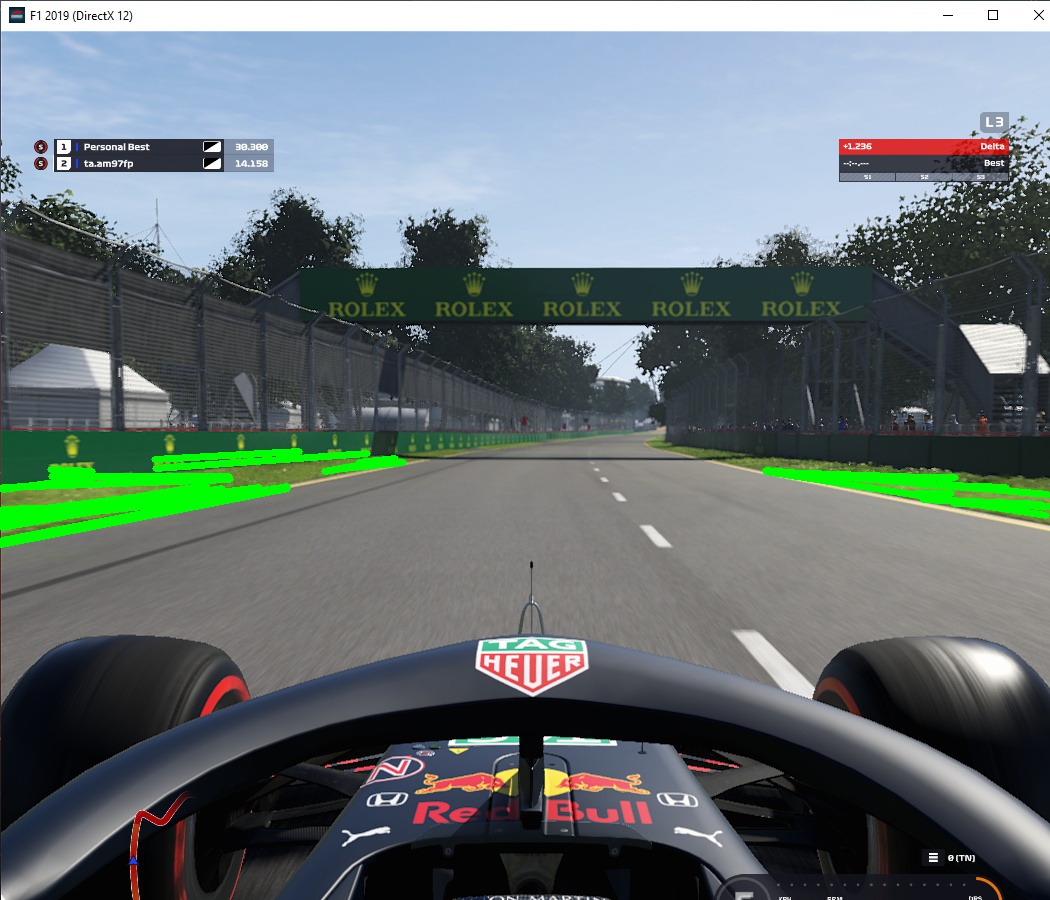 F1 2019 (DirectX 12)
L3
S 1 Personal Best 30.300
S 2 ta.am97fp 14.158
+1.236 Delta
--:--.--- Best
S1 S2 S3
ROLEX ROLEX ROLEX ROLEX ROLEX
TAG
HEUER
Red Bull
0 (TN)